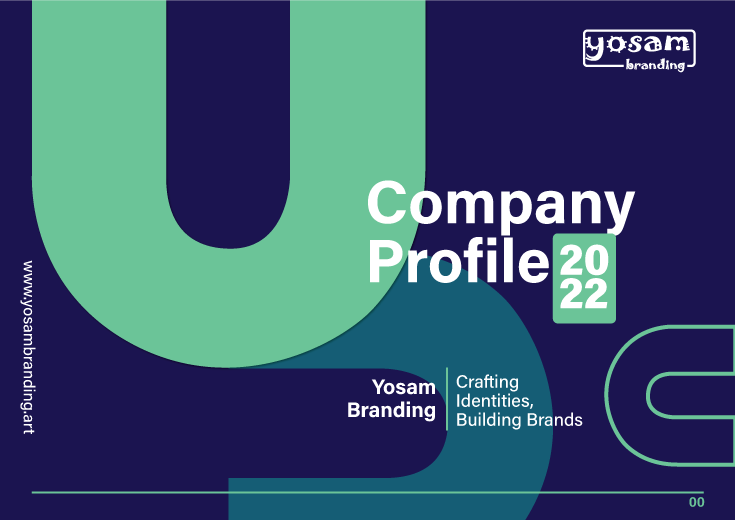 yosam
branding
Company
Profile
20
22
www.yosambranding.art
Yosam
Branding
Crafting
Identities,
Building Brands
00